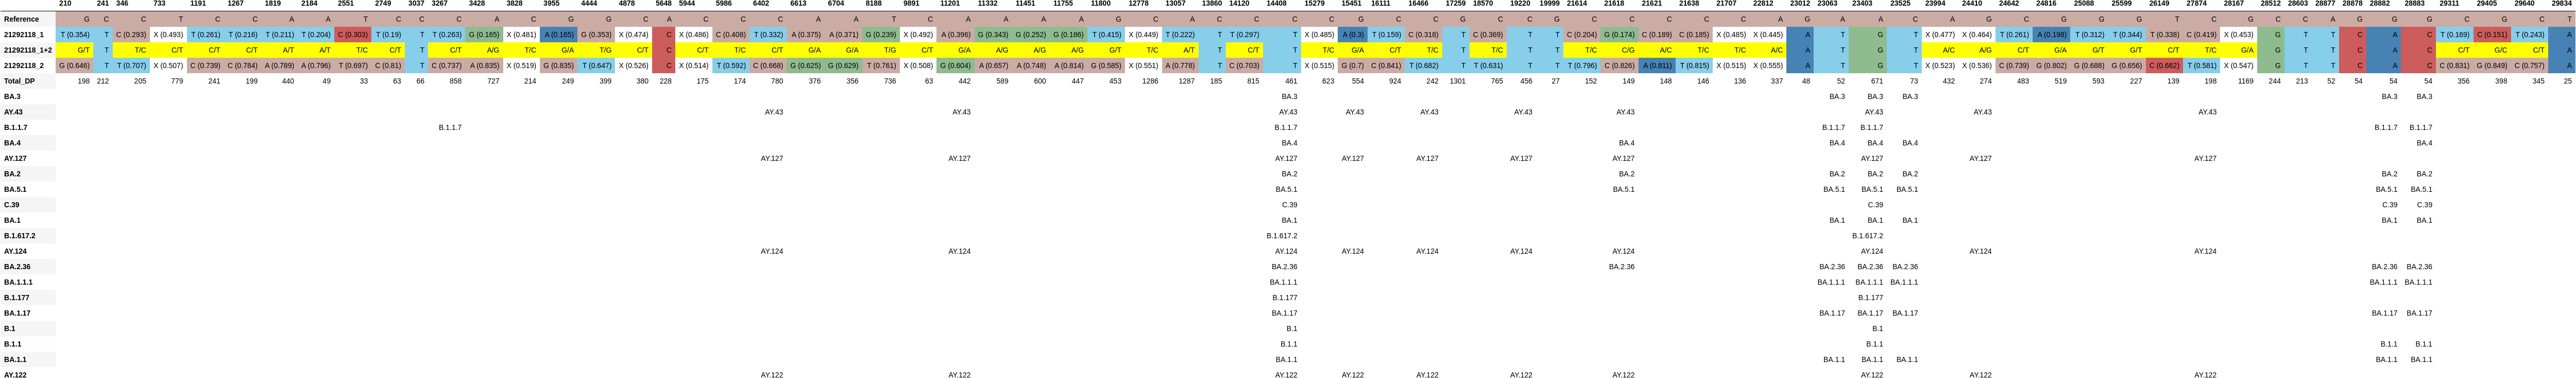 210 241 346 733 1191 1267 1819 2184 2551 2749 3037 3267 3428 3828 3955 4444 4878 5648 5944 5986 6402 6613 6704 8188 9891 11201 11332 11451 11755 11800 12778 13057 13860 14120 14408 15279 15451 16111 16466 17259 18570 19220 19999 21614 21618 21621 21638 21707 22812 23012 23063 23403 23525 23994 24410 24642 24816 25088 25599 26149 27874 28167 28512 28603 28877 28878 28882 28883 29311 29405 29640 29834
Reference G C C T C C A A T C C C A C G G C A C C C A A T C A A A A G C A C C C C G C C G C C G C C C C C A G A A C A G C G G G T C G C C A G G G C G C T
21292118_1 T (0.354) T C (0.293) X (0.493) T (0.261) T (0.216) T (0.211) T (0.204) C (0.303) T (0.19) T T (0.263) G (0.165) X (0.481) A (0.165) G (0.353) X (0.474) C X (0.486) C (0.408) T (0.332) A (0.375) A (0.371) G (0.239) X (0.492) A (0.396) G (0.343) G (0.252) G (0.186) T (0.415) X (0.449) T (0.222) T T (0.297) T X (0.485) A (0.3) T (0.159) C (0.318) T C (0.369) T T C (0.204) G (0.174) C (0.189) C (0.185) X (0.485) X (0.445) A T G T X (0.477) X (0.464) T (0.261) A (0.198) T (0.312) T (0.344) T (0.338) C (0.419) X (0.453) G T T C A C T (0.169) C (0.151) T (0.243) A
21292118_1+2 G/T T T/C C/T C/T C/T A/T A/T T/C C/T T C/T A/G T/C G/A T/G C/T C C/T T/C C/T G/A G/A T/G C/T G/A A/G A/G A/G G/T C/T A/T T C/T T T/C G/A C/T T/C T T/C T T T/C C/G A/C T/C T/C A/C A T G T A/C A/G C/T G/A G/T G/T C/T T/C G/A G T T C A C C/T G/C C/T A
21292118_2 G (0.646) T T (0.707) X (0.507) C (0.739) C (0.784) A (0.789) A (0.796) T (0.697) C (0.81) T C (0.737) A (0.835) X (0.519) G (0.835) T (0.647) X (0.526) C X (0.514) T (0.592) C (0.668) G (0.625) G (0.629) T (0.761) X (0.508) G (0.604) A (0.657) A (0.748) A (0.814) G (0.585) X (0.551) A (0.778) T C (0.703) T X (0.515) G (0.7) C (0.841) T (0.682) T T (0.631) T T T (0.796) C (0.826) A (0.811) T (0.815) X (0.515) X (0.555) A T G T X (0.523) X (0.536) C (0.739) G (0.802) G (0.688) G (0.656) C (0.662) T (0.581) X (0.547) G T T C A C C (0.831) G (0.849) C (0.757) A
Total_DP 198 212 205 779 241 199 440 49 33 63 66 858 727 214 249 399 380 228 175 174 780 376 356 736 63 442 589 600 447 453 1286 1287 185 815 461 623 554 924 242 1301 765 456 27 152 149 148 146 136 337 48 52 671 73 432 274 483 519 593 227 139 198 1169 244 213 52 54 54 54 356 398 345 25
BA.3 BA.3 BA.3 BA.3 BA.3 BA.3 BA.3
AY.43 AY.43 AY.43 AY.43 AY.43 AY.43 AY.43 AY.43 AY.43 AY.43 AY.43
B.1.1.7 B.1.1.7 B.1.1.7 B.1.1.7 B.1.1.7 B.1.1.7 B.1.1.7
BA.4 BA.4 BA.4 BA.4 BA.4 BA.4 BA.4
AY.127 AY.127 AY.127 AY.127 AY.127 AY.127 AY.127 AY.127 AY.127 AY.127 AY.127
BA.2 BA.2 BA.2 BA.2 BA.2 BA.2 BA.2 BA.2
BA.5.1 BA.5.1 BA.5.1 BA.5.1 BA.5.1 BA.5.1 BA.5.1 BA.5.1
C.39 C.39 C.39 C.39 C.39
BA.1 BA.1 BA.1 BA.1 BA.1 BA.1 BA.1
B.1.617.2 B.1.617.2 B.1.617.2
AY.124 AY.124 AY.124 AY.124 AY.124 AY.124 AY.124 AY.124 AY.124 AY.124 AY.124
BA.2.36 BA.2.36 BA.2.36 BA.2.36 BA.2.36 BA.2.36 BA.2.36 BA.2.36
BA.1.1.1 BA.1.1.1 BA.1.1.1 BA.1.1.1 BA.1.1.1 BA.1.1.1 BA.1.1.1
B.1.177 B.1.177 B.1.177
BA.1.17 BA.1.17 BA.1.17 BA.1.17 BA.1.17 BA.1.17 BA.1.17
B.1 B.1 B.1
B.1.1 B.1.1 B.1.1 B.1.1 B.1.1
BA.1.1 BA.1.1 BA.1.1 BA.1.1 BA.1.1 BA.1.1 BA.1.1
AY.122 AY.122 AY.122 AY.122 AY.122 AY.122 AY.122 AY.122 AY.122 AY.122 AY.122